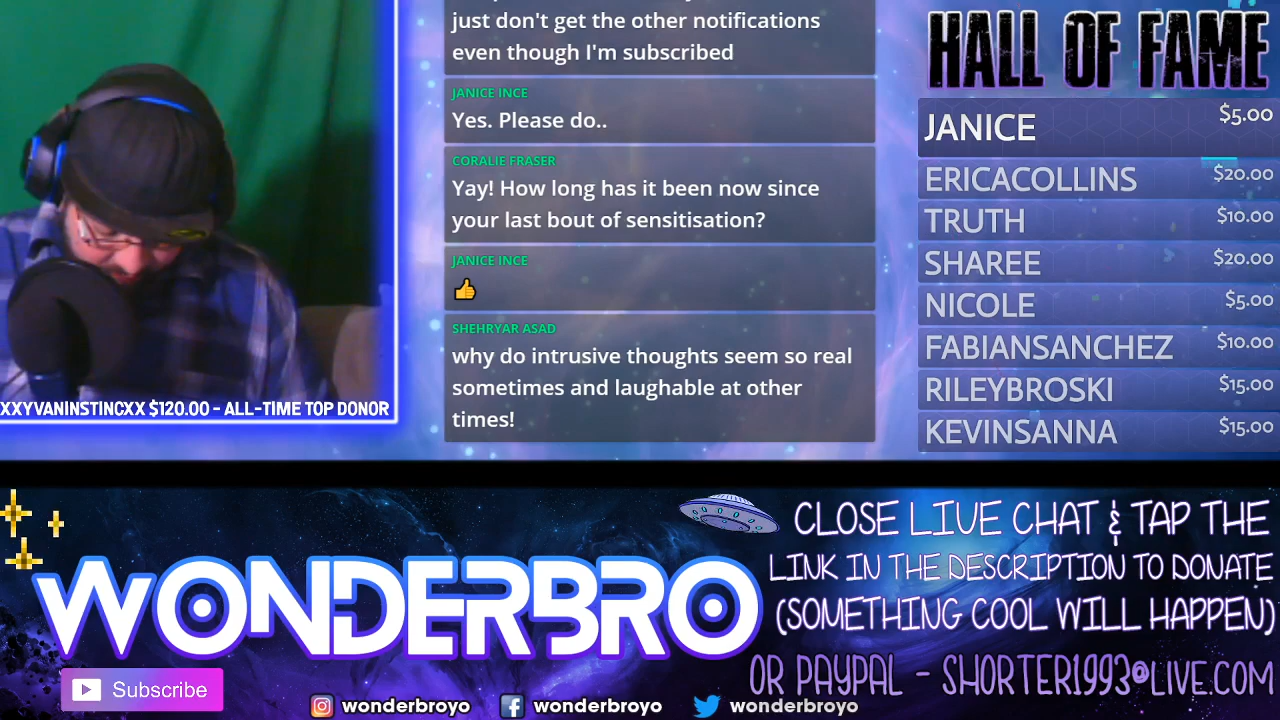 just don't get the other notifications
even though I'm subscribed
JANICE INCE
Yes. Please do..
CORALIE FRASER
Yay! How long has it been now since
your last bout of sensitisation?
JANICE INCE
👍
SHEHRYAR ASAD
why do intrusive thoughts seem so real
sometimes and laughable at other
times!
XXYVANINSTINCXX $120.00 - ALL-TIME TOP DONOR
HALL OF FAME
JANICE $5.00
ERICACOLLINS $20.00
TRUTH $10.00
SHAREE $20.00
NICOLE $5.00
FABIANSANCHEZ $10.00
RILEYBROSKI $15.00
KEVINSANNA $15.00
WONDERBRO
CLOSE LIVE CHAT & TAP THE
LINK IN THE DESCRIPTION TO DONATE
(SOMETHING COOL WILL HAPPEN)
OR PAYPAL - SHORTER1993@LIVE.COM
Subscribe
wonderbroyo wonderbroyo wonderbroyo